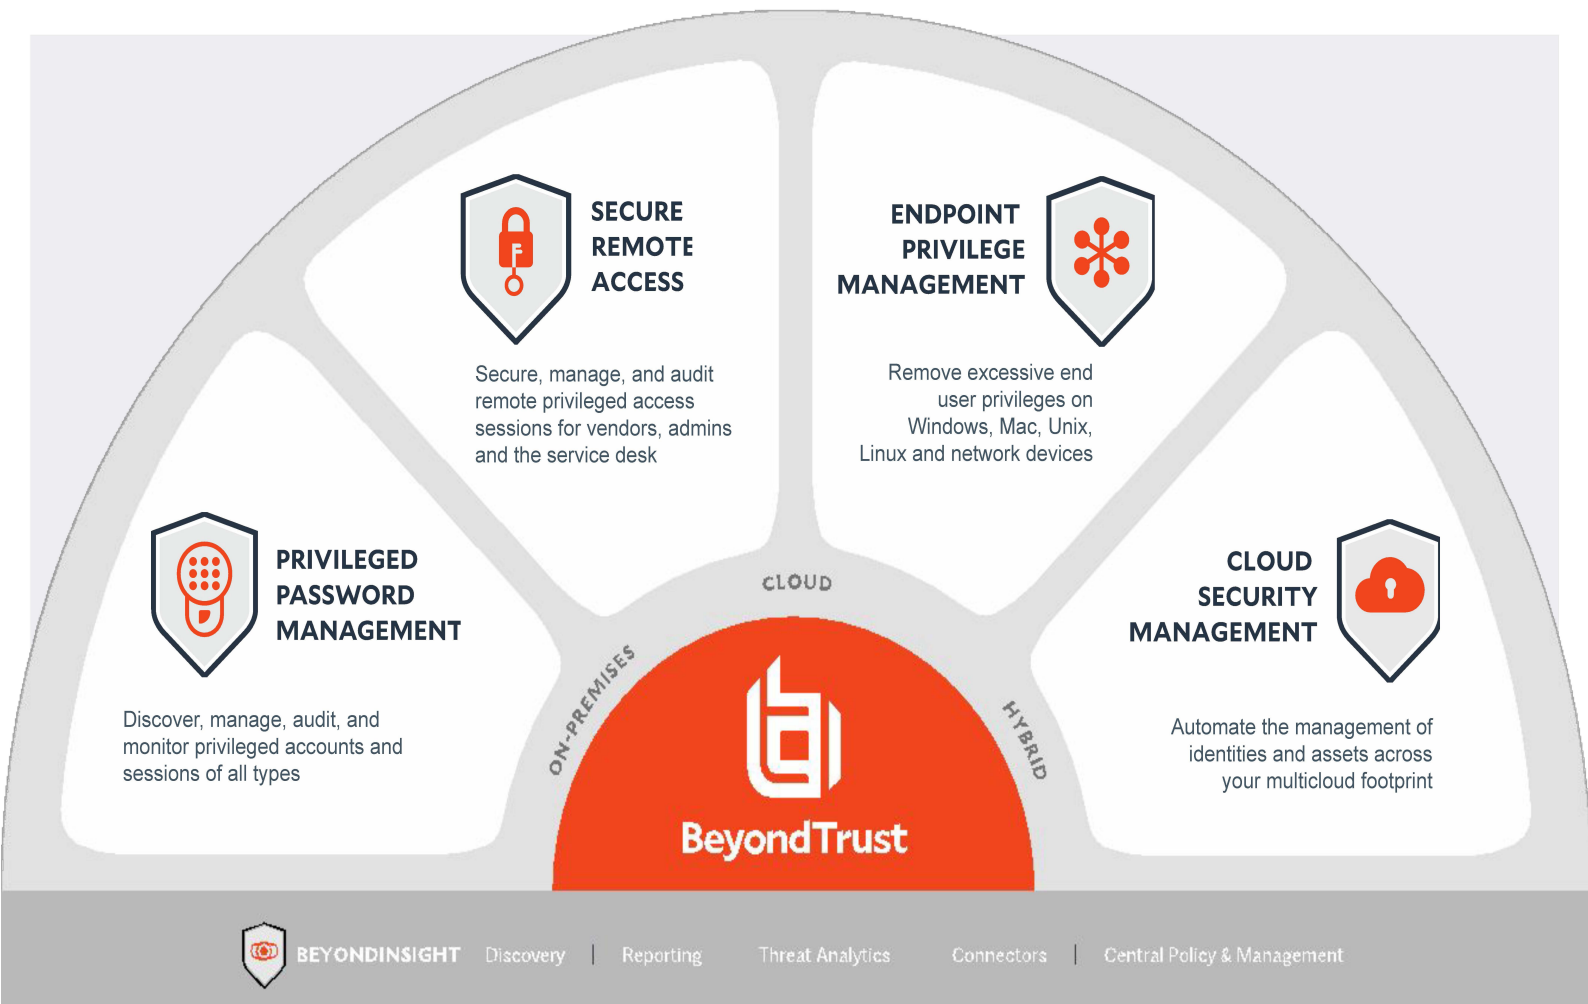 SECURE
REMOTE
ACCESS
Secure, manage, and audit
remote privileged access
sessions for vendors, admins
and the service desk
ENDPOINT
PRIVILEGE
MANAGEMENT
Remove excessive end
user privileges on
Windows, Mac, Unix,
Linux and network devices
PRIVILEGED
PASSWORD
MANAGEMENT
Discover, manage, audit, and
monitor privileged accounts and
sessions of all types
CLOUD
SECURITY
MANAGEMENT
Automate the management of
identities and assets across
your multicloud footprint
ON-PREMISES
CLOUD
HYBRID
BeyondTrust
BEYONDINSIGHT Discovery | Reporting Threat Analytics Connectors | Central Policy & Management